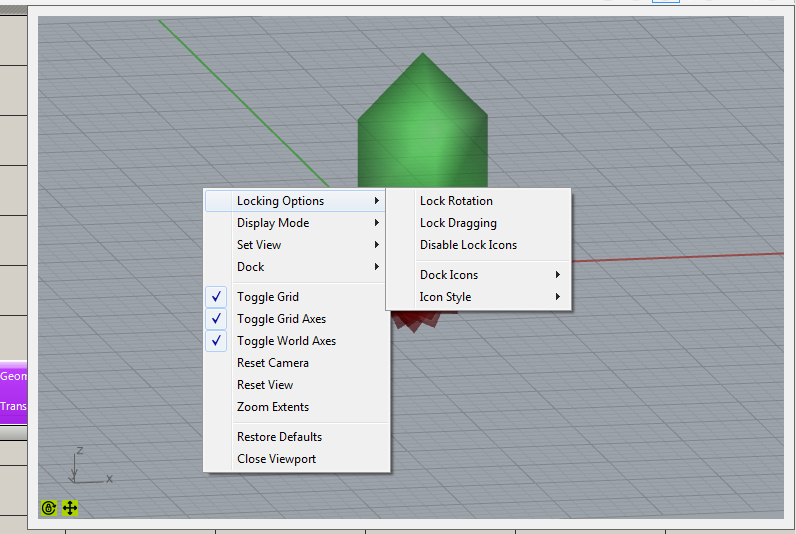 Locking Options
Display Mode
Set View
Dock
Toggle Grid
Toggle Grid Axes
Toggle World Axes
Reset Camera
Reset View
Zoom Extents
Restore Defaults
Close Viewport
Lock Rotation
Lock Dragging
Disable Lock Icons
Dock Icons
Icon Style
Geom
Trans
z
x